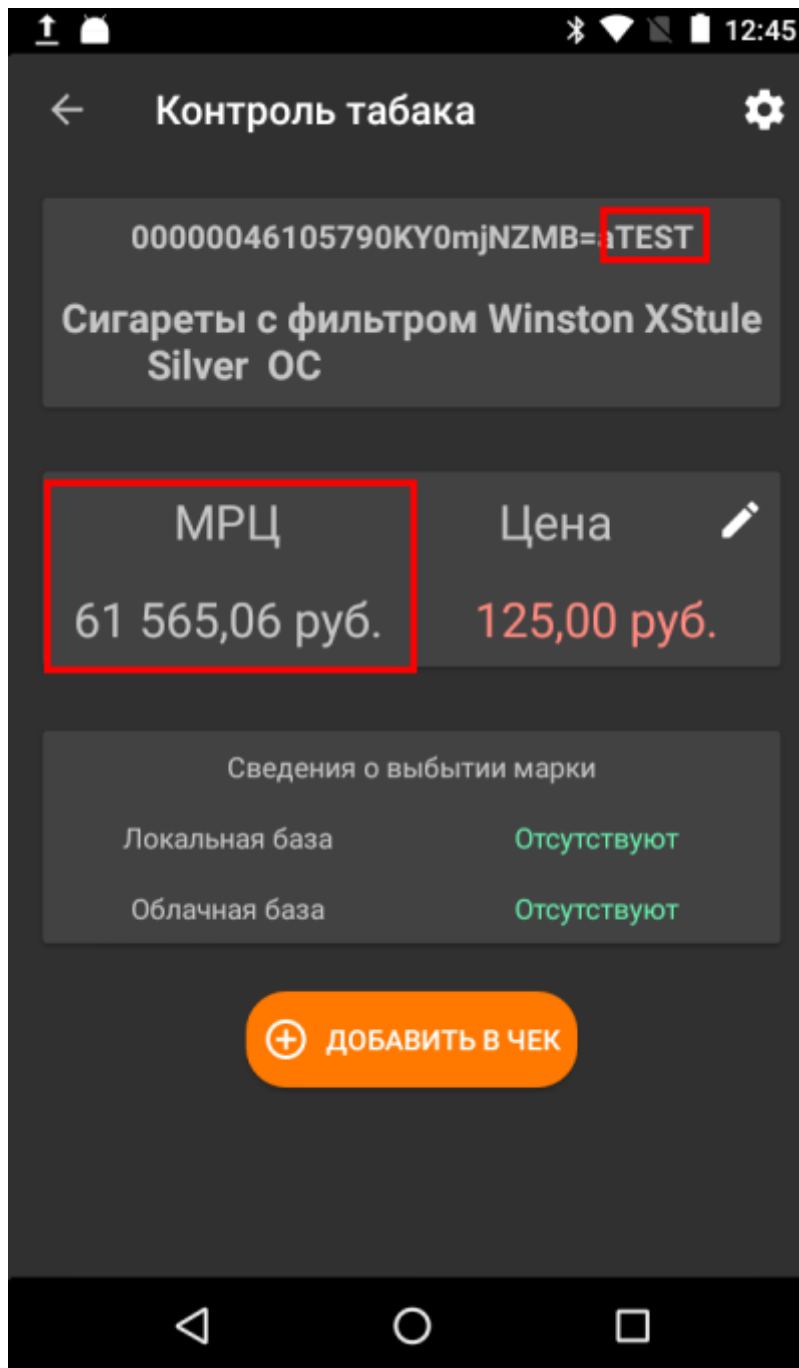 12:45
Контроль табака
00000046105790KY0mjNZMB=aTEST
Сигареты с фильтром Winston XStule
Silver OC
МРЦ
Цена
61 565,06 руб.
125,00 руб.
Сведения о выбытии марки
Локальная база
Отсутствуют
Облачная база
Отсутствуют
ДОБАВИТЬ В ЧЕК